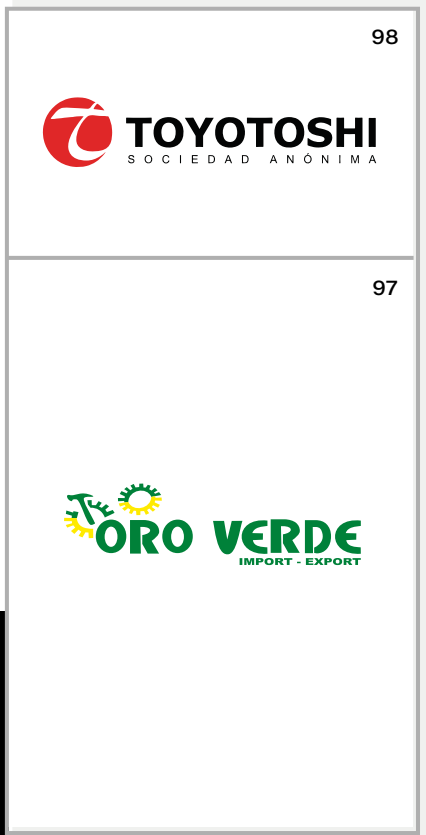 98
TOYOTOSHI
SOCIEDAD ANÓNIMA
97
ORO VERDE
IMPORT - EXPORT